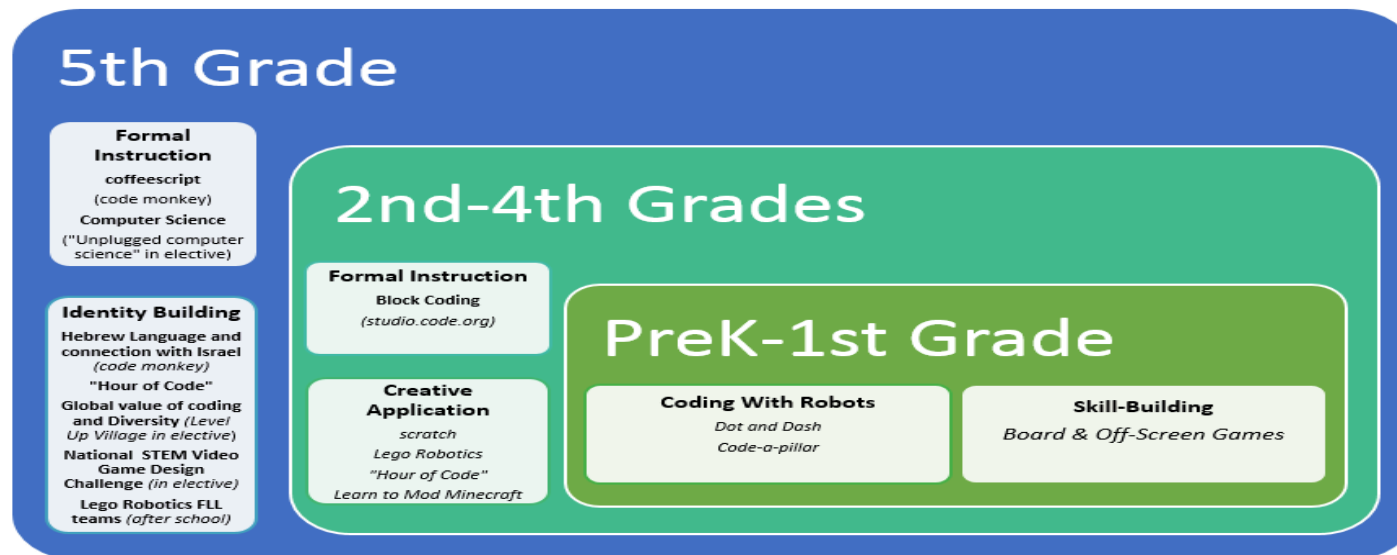 5th Grade
Formal
Instruction
coffeescript
(code monkey)
Computer Science
("Unplugged computer
science" in elective)
Identity Building
Hebrew Language and
connection with Israel
(code monkey)
"Hour of Code"
Global value of coding
and Diversity (Level
Up Village in elective)
National STEM Video
Game Design
Challenge (in elective)
Lego Robotics FLL
teams (after school)
2nd-4th Grades
Formal Instruction
Block Coding
(studio.code.org)
Creative
Application
scratch
Lego Robotics
"Hour of Code"
Learn to Mod Minecraft
PreK-1st Grade
Coding With Robots
Dot and Dash
Code-a-pillar
Skill-Building
Board & Off-Screen Games